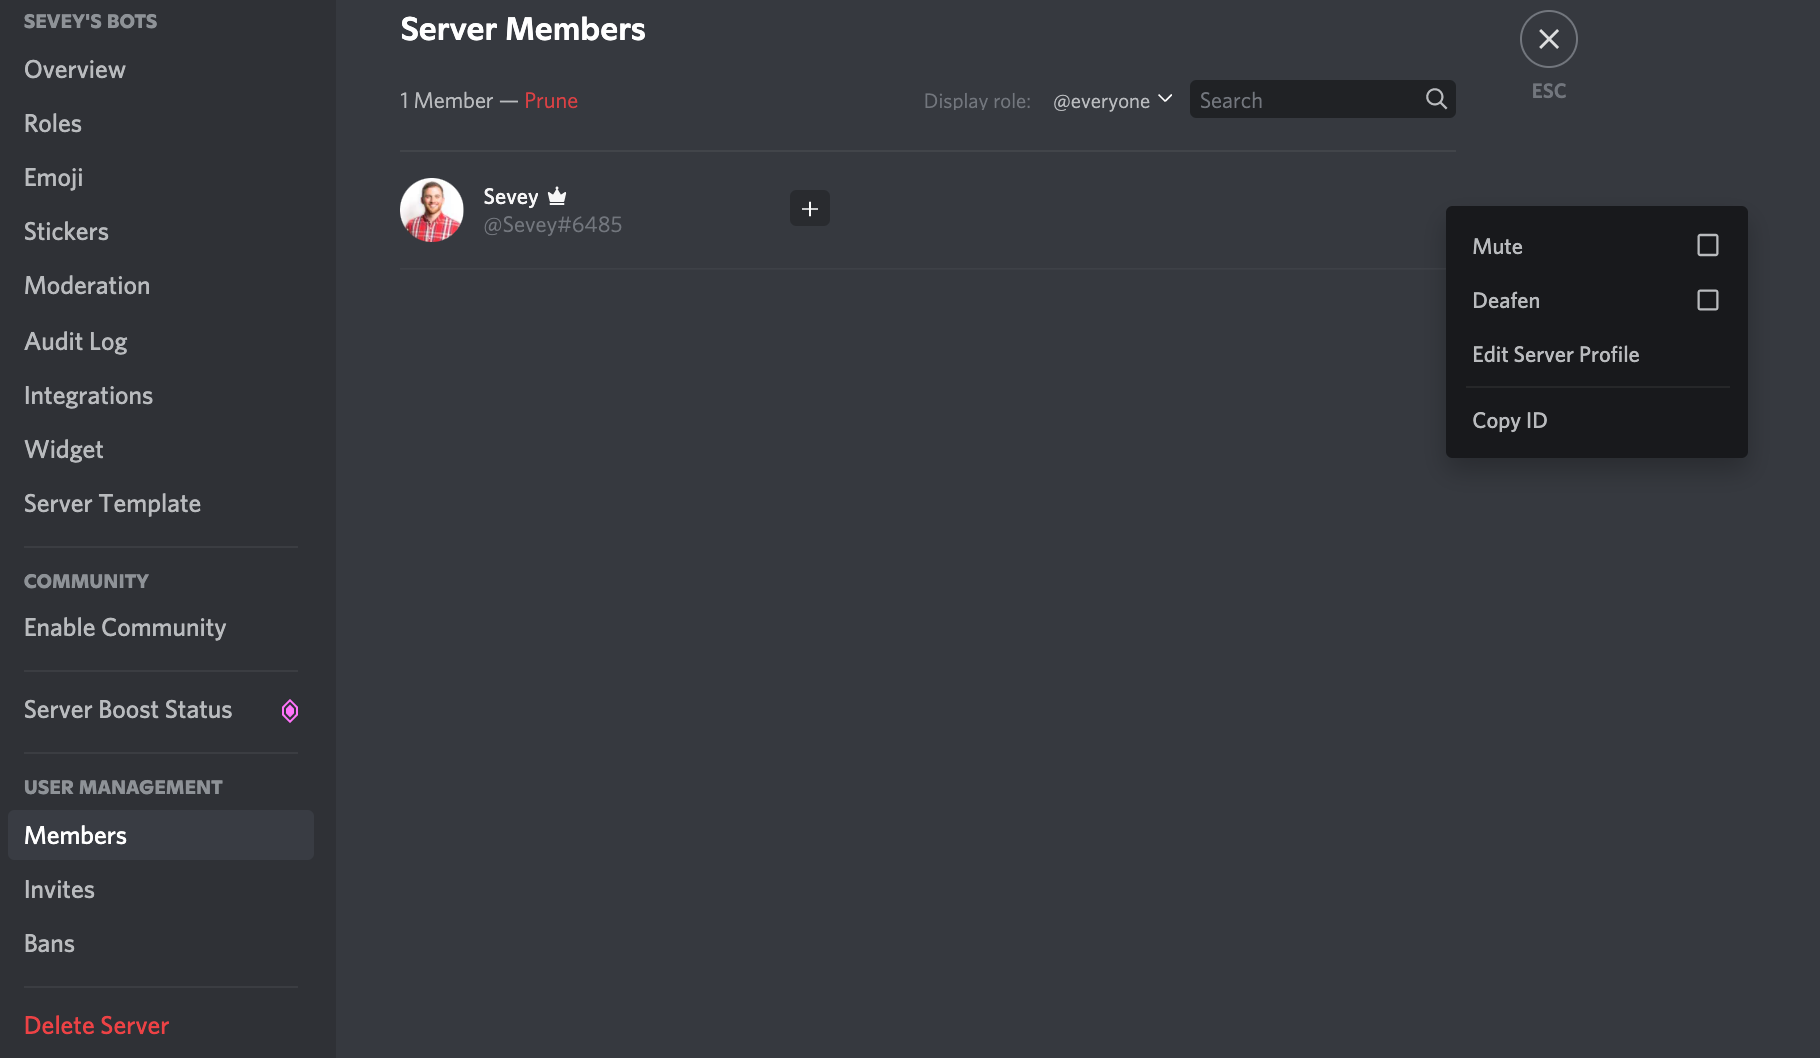 SEVEY'S BOTS
Overview
Roles
Emoji
Stickers
Moderation
Audit Log
Integrations
Widget
Server Template
COMMUNITY
Enable Community
Server Boost Status
USER MANAGEMENT
Members
Invites
Bans
Delete Server
Server Members
1 Member — Prune
Display role: @everyone
Search
Sevey
@Sevey#6485
+
ESC
Mute
Deafen
Edit Server Profile
Copy ID